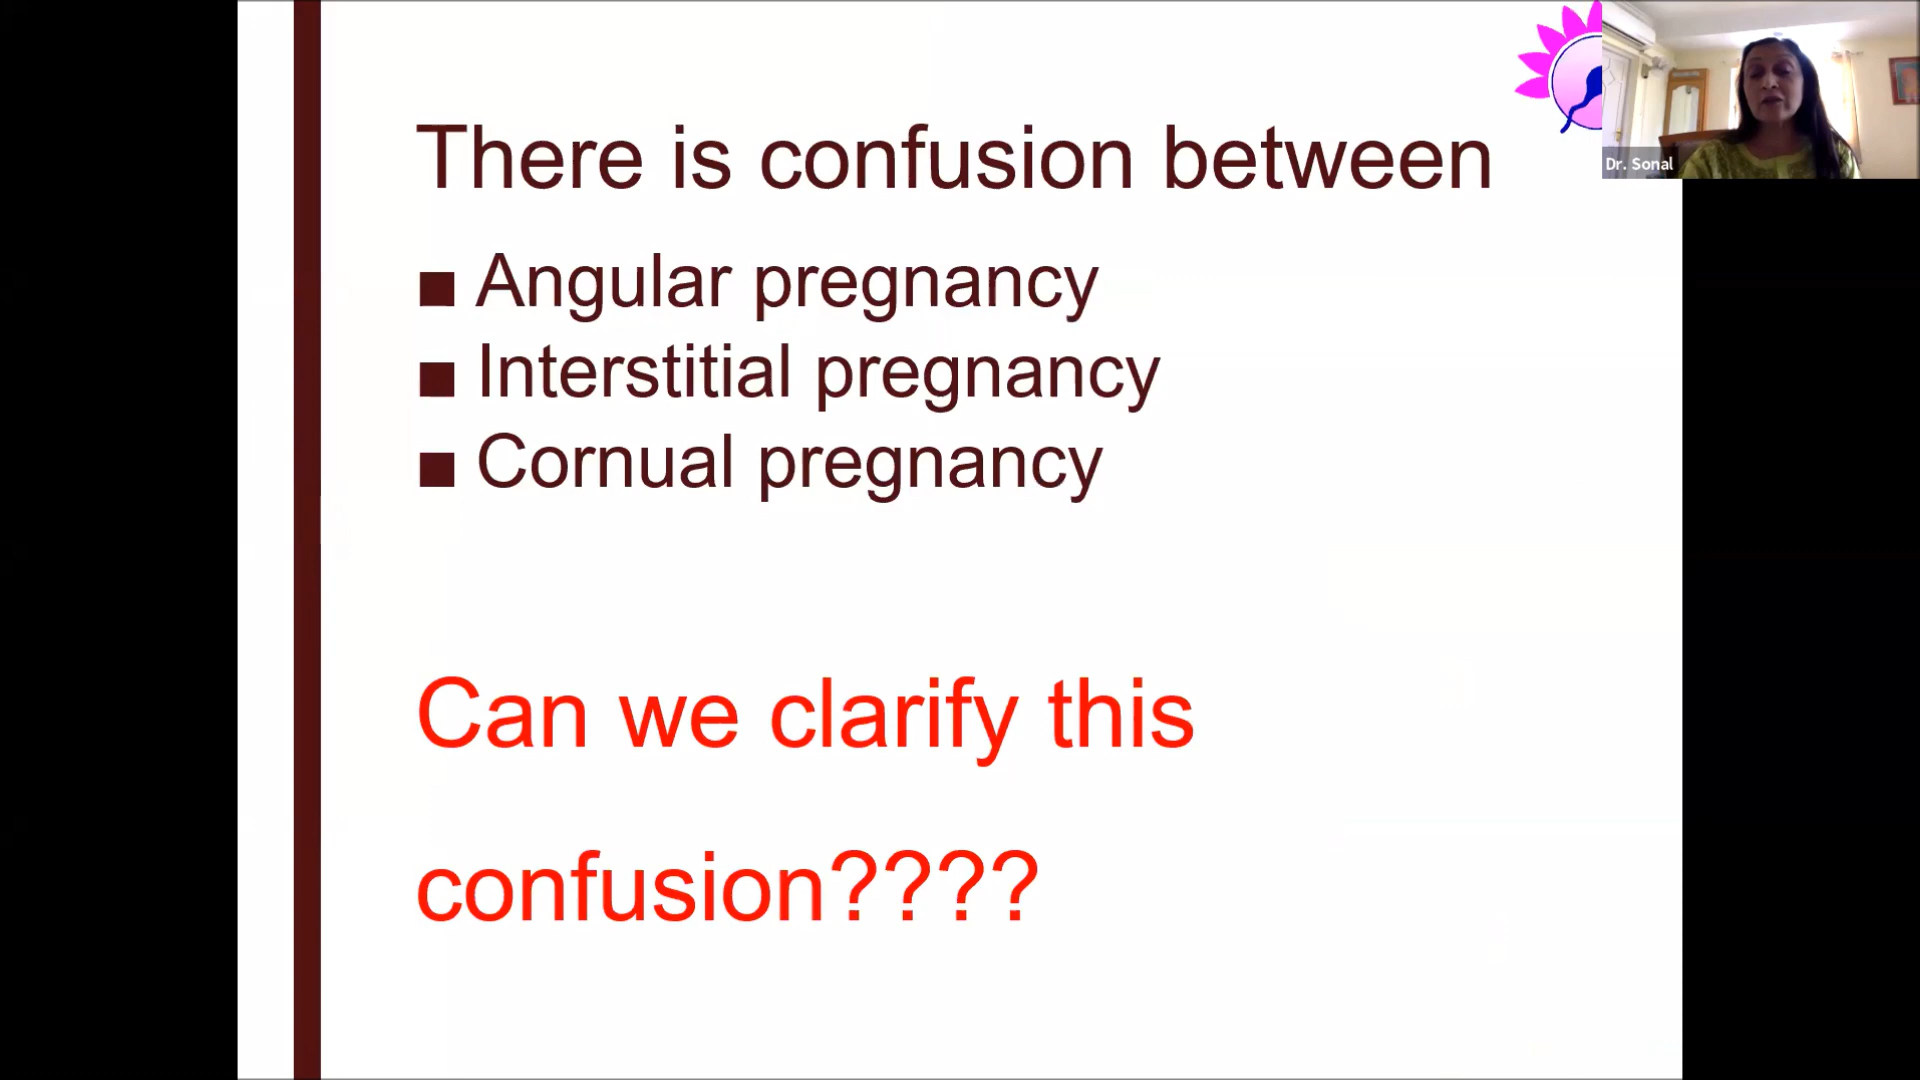 There is confusion between
■ Angular pregnancy
■ Interstitial pregnancy
■ Cornual pregnancy
Can we clarify this
confusion????
Dr. Sonal